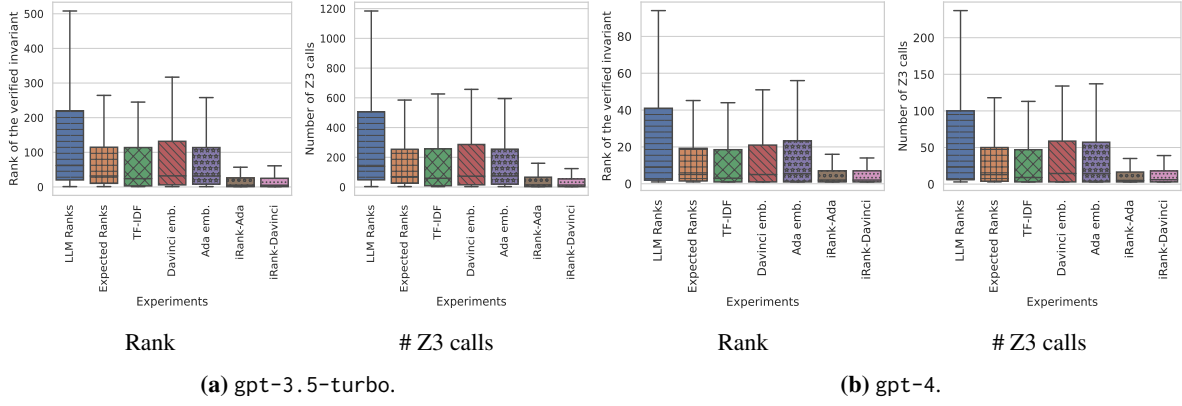 Rank of the verified invariant
500
400
300
200
100
0
LLM Ranks
Expected Ranks
TF-IDF
Davinci emb.
Ada emb.
iRank-Ada
iRank-Davinci
Experiments
Rank
Number of Z3 calls
1200
1000
800
600
400
200
0
LLM Ranks
Expected Ranks
TF-IDF
Davinci emb.
Ada emb.
iRank-Ada
iRank-Davinci
Experiments
# Z3 calls
(a) gpt-3.5-turbo.
Rank of the verified invariant
80
60
40
20
0
LLM Ranks
Expected Ranks
TF-IDF
Davinci emb.
Ada emb.
iRank-Ada
iRank-Davinci
Experiments
Rank
Number of Z3 calls
200
150
100
50
0
LLM Ranks
Expected Ranks
TF-IDF
Davinci emb.
Ada emb.
iRank-Ada
iRank-Davinci
Experiments
# Z3 calls
(b) gpt-4.